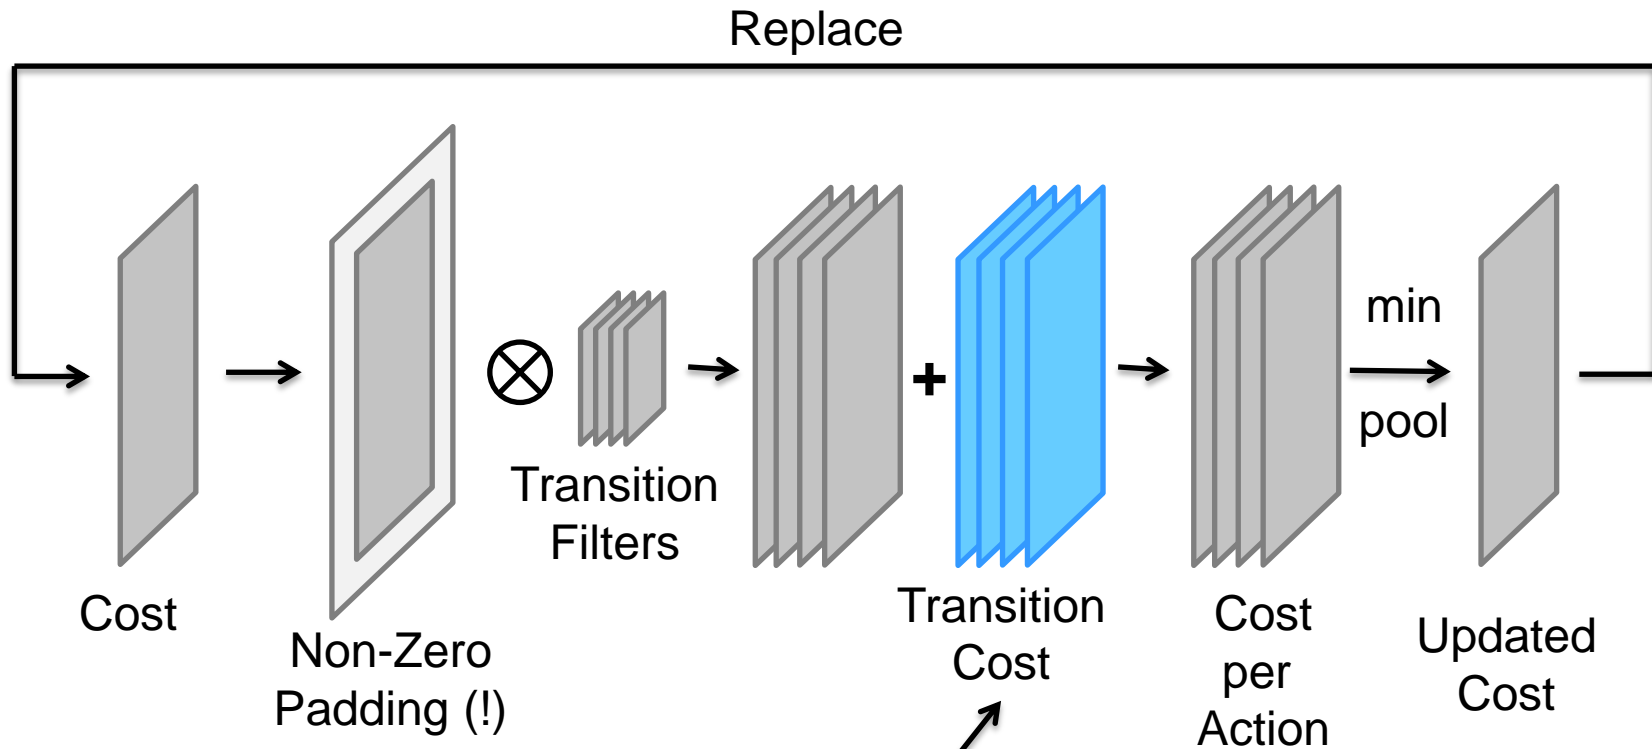 Replace
Cost
Non-Zero
Padding (!)
Transition
Filters
+
Transition
Cost
Cost
per
Action
min
pool
Updated
Cost